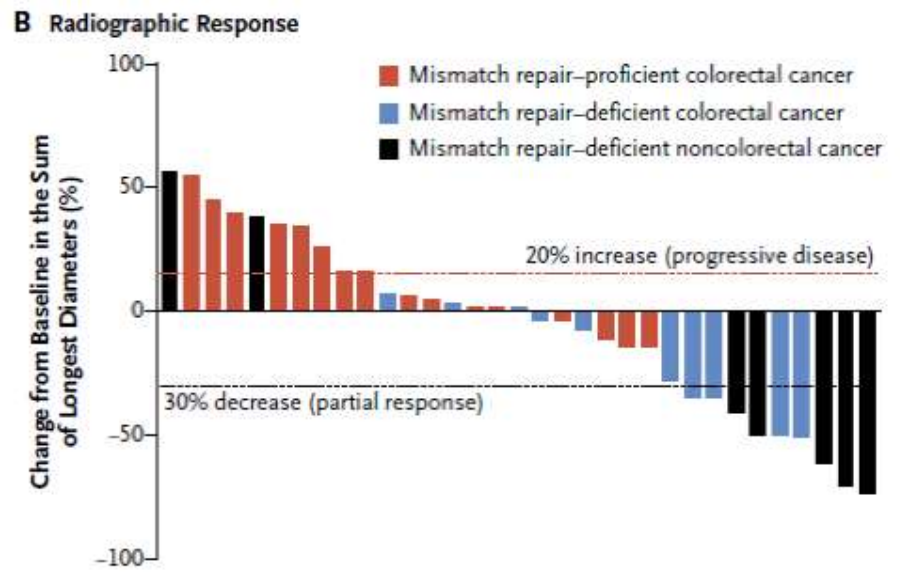 B Radiographic Response
100
Mismatch repair–proficient colorectal cancer
Mismatch repair–deficient colorectal cancer
Mismatch repair–deficient noncolorectal cancer
50
20% increase (progressive disease)
0
30% decrease (partial response)
–50
–100
Change from Baseline in the Sum
of Longest Diameters (%)